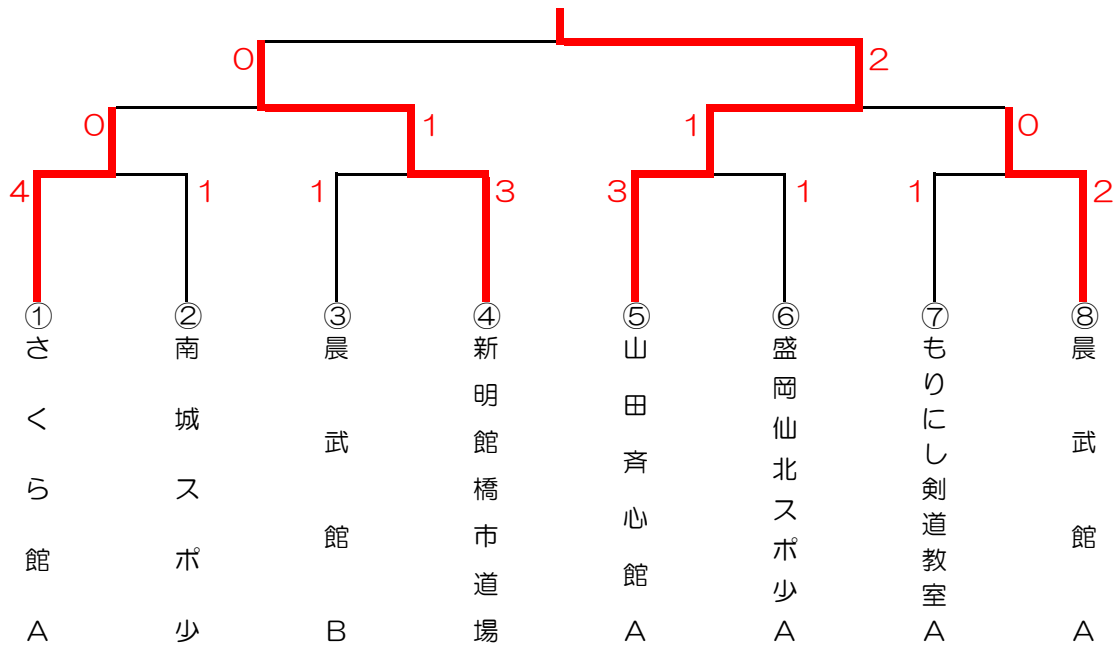 0 2
0 1 1 0
4 1 1 3 3 1 1 2
①さくら館A
②南城スポ少
③晨武館B
④新明館橋市道場
⑤山田斉心館A
⑥盛岡仙北スポ少A
⑦もりにし剣道教室A
⑧晨武館A